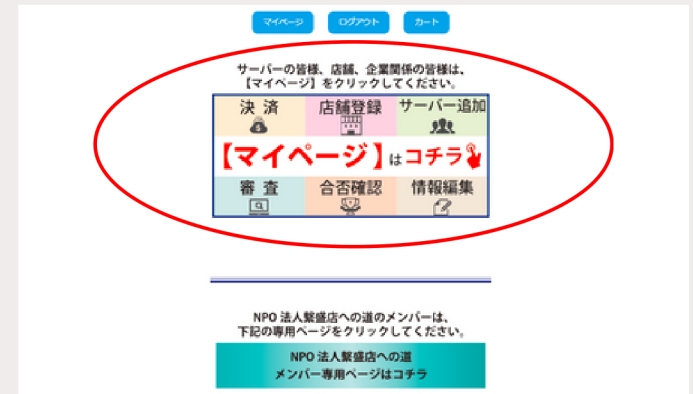 マイページ ログアウト カート
サーバーの皆様、店舗、企業関係の皆様は、
【マイページ】をクリックしてください。
決 済 店舗登録 サーバー追加
【マイページ】はコチラ
審 査 合否確認 情報編集
NPO 法人繁盛店への道のメンバーは、
下記の専用ページをクリックしてください。
NPO 法人繁盛店への道
メンバー専用ページはコチラ